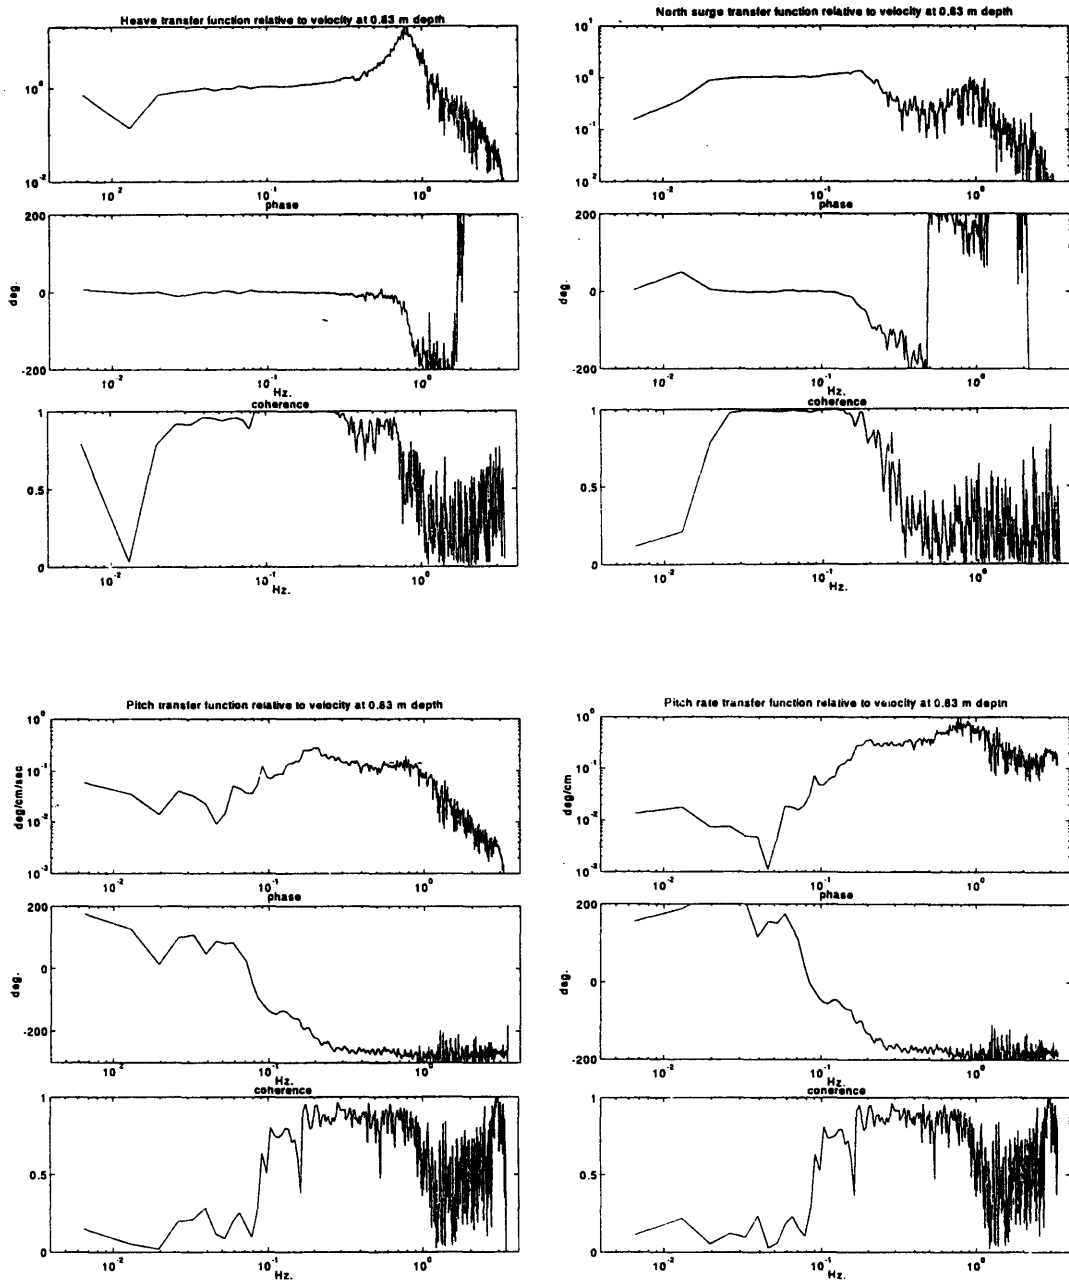 Heave transfer function relative to velocity at 0.63 m depth
10⁰
10⁻²
10⁻² 10⁻¹ 10⁰
phase
200
0
-200
deg.
10⁻² 10⁻¹ 10⁰
Hz.
coherence
1
0.5
0
10⁻² 10⁻¹ 10⁰
Hz.
North surge transfer function relative to velocity at 0.63 m depth
10¹
10⁰
10⁻¹
10⁻²
10⁻² 10⁻¹ 10⁰
phase
200
0
-200
deg.
10⁻² 10⁻¹ 10⁰
Hz.
coherence
1
0.5
0
10⁻² 10⁻¹ 10⁰
Hz.
Pitch transfer function relative to velocity at 0.63 m depth
10⁰
10⁻¹
10⁻²
10⁻³
deg/cm/sec
10⁻² 10⁻¹ 10⁰
phase
200
0
-200
deg.
10⁻² 10⁻¹ 10⁰
Hz.
coherence
1
0.5
0
10⁻² 10⁻¹ 10⁰
Hz.
Pitch rate transfer function relative to velocity at 0.63 m depth
10⁰
10⁻¹
10⁻²
10⁻³
deg/cm
10⁻² 10⁻¹ 10⁰
phase
200
0
-200
deg.
10⁻² 10⁻¹ 10⁰
Hz.
coherence
1
0.5
0
10⁻² 10⁻¹ 10⁰
Hz.